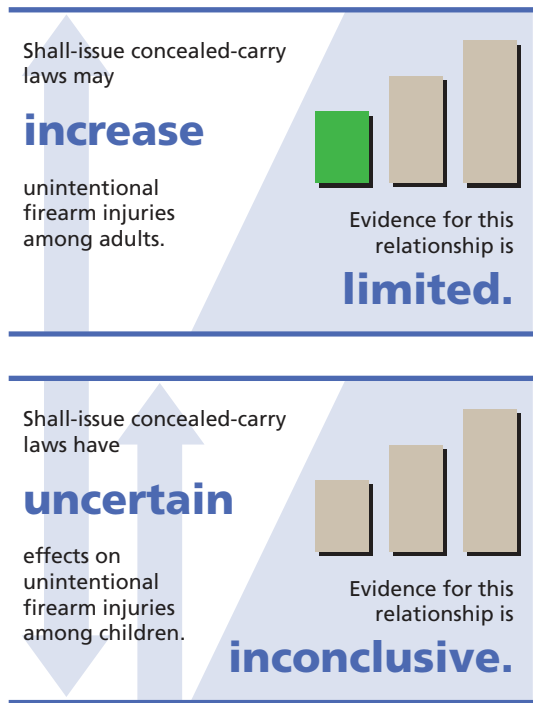 Shall-issue concealed-carry
laws may
increase
unintentional
firearm injuries
among adults.
Evidence for this
relationship is
limited.
Shall-issue concealed-carry
laws have
uncertain
effects on
unintentional
firearm injuries
among children.
Evidence for this
relationship is
inconclusive.